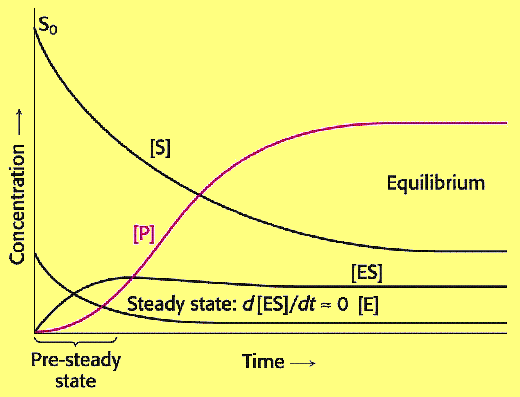 S₀
Concentration →
[S]
[P]
Equilibrium
[ES]
Steady state: d[ES]/dt ≈ 0 [E]
Pre-steady
state
Time →